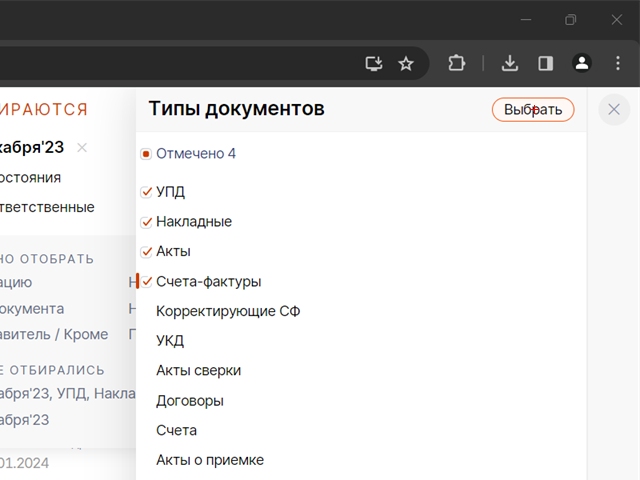 ИРАЮТСЯ
Типы документов
Выбрать
кабря'23
Отмечено 4
остояния
УПД
тветственные
Накладные
Акты
НО ОТОБРАТЬ
ацию
Н
Счета-фактуры
окумента
Н
Корректирующие СФ
авитель / Кроме
УКД
Е ОТБИРАЛИСЬ
Акты сверки
абря'23, УПД, Накла
Договоры
абря'23
Счета
01.2024
Акты о приемке